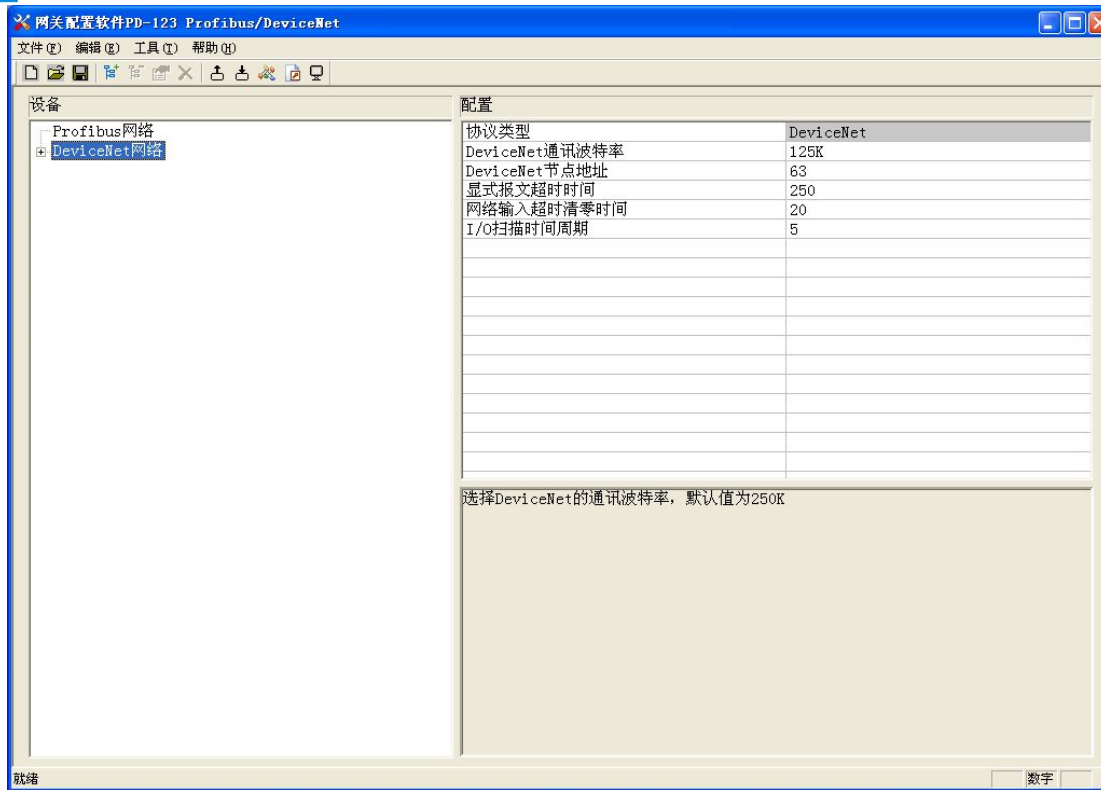 网关配置软件PD-123 Profibus/DeviceNet
文件(F) 编辑(E) 工具(T) 帮助(H)
设备
Profibus网络
DeviceNet网络
配置
协议类型 DeviceNet
DeviceNet通讯波特率 125K
DeviceNet节点地址 63
显式报文超时时间 250
网络输入超时清零时间 20
I/O扫描时间周期 5
选择DeviceNet的通讯波特率，默认值为250K
就绪 数字